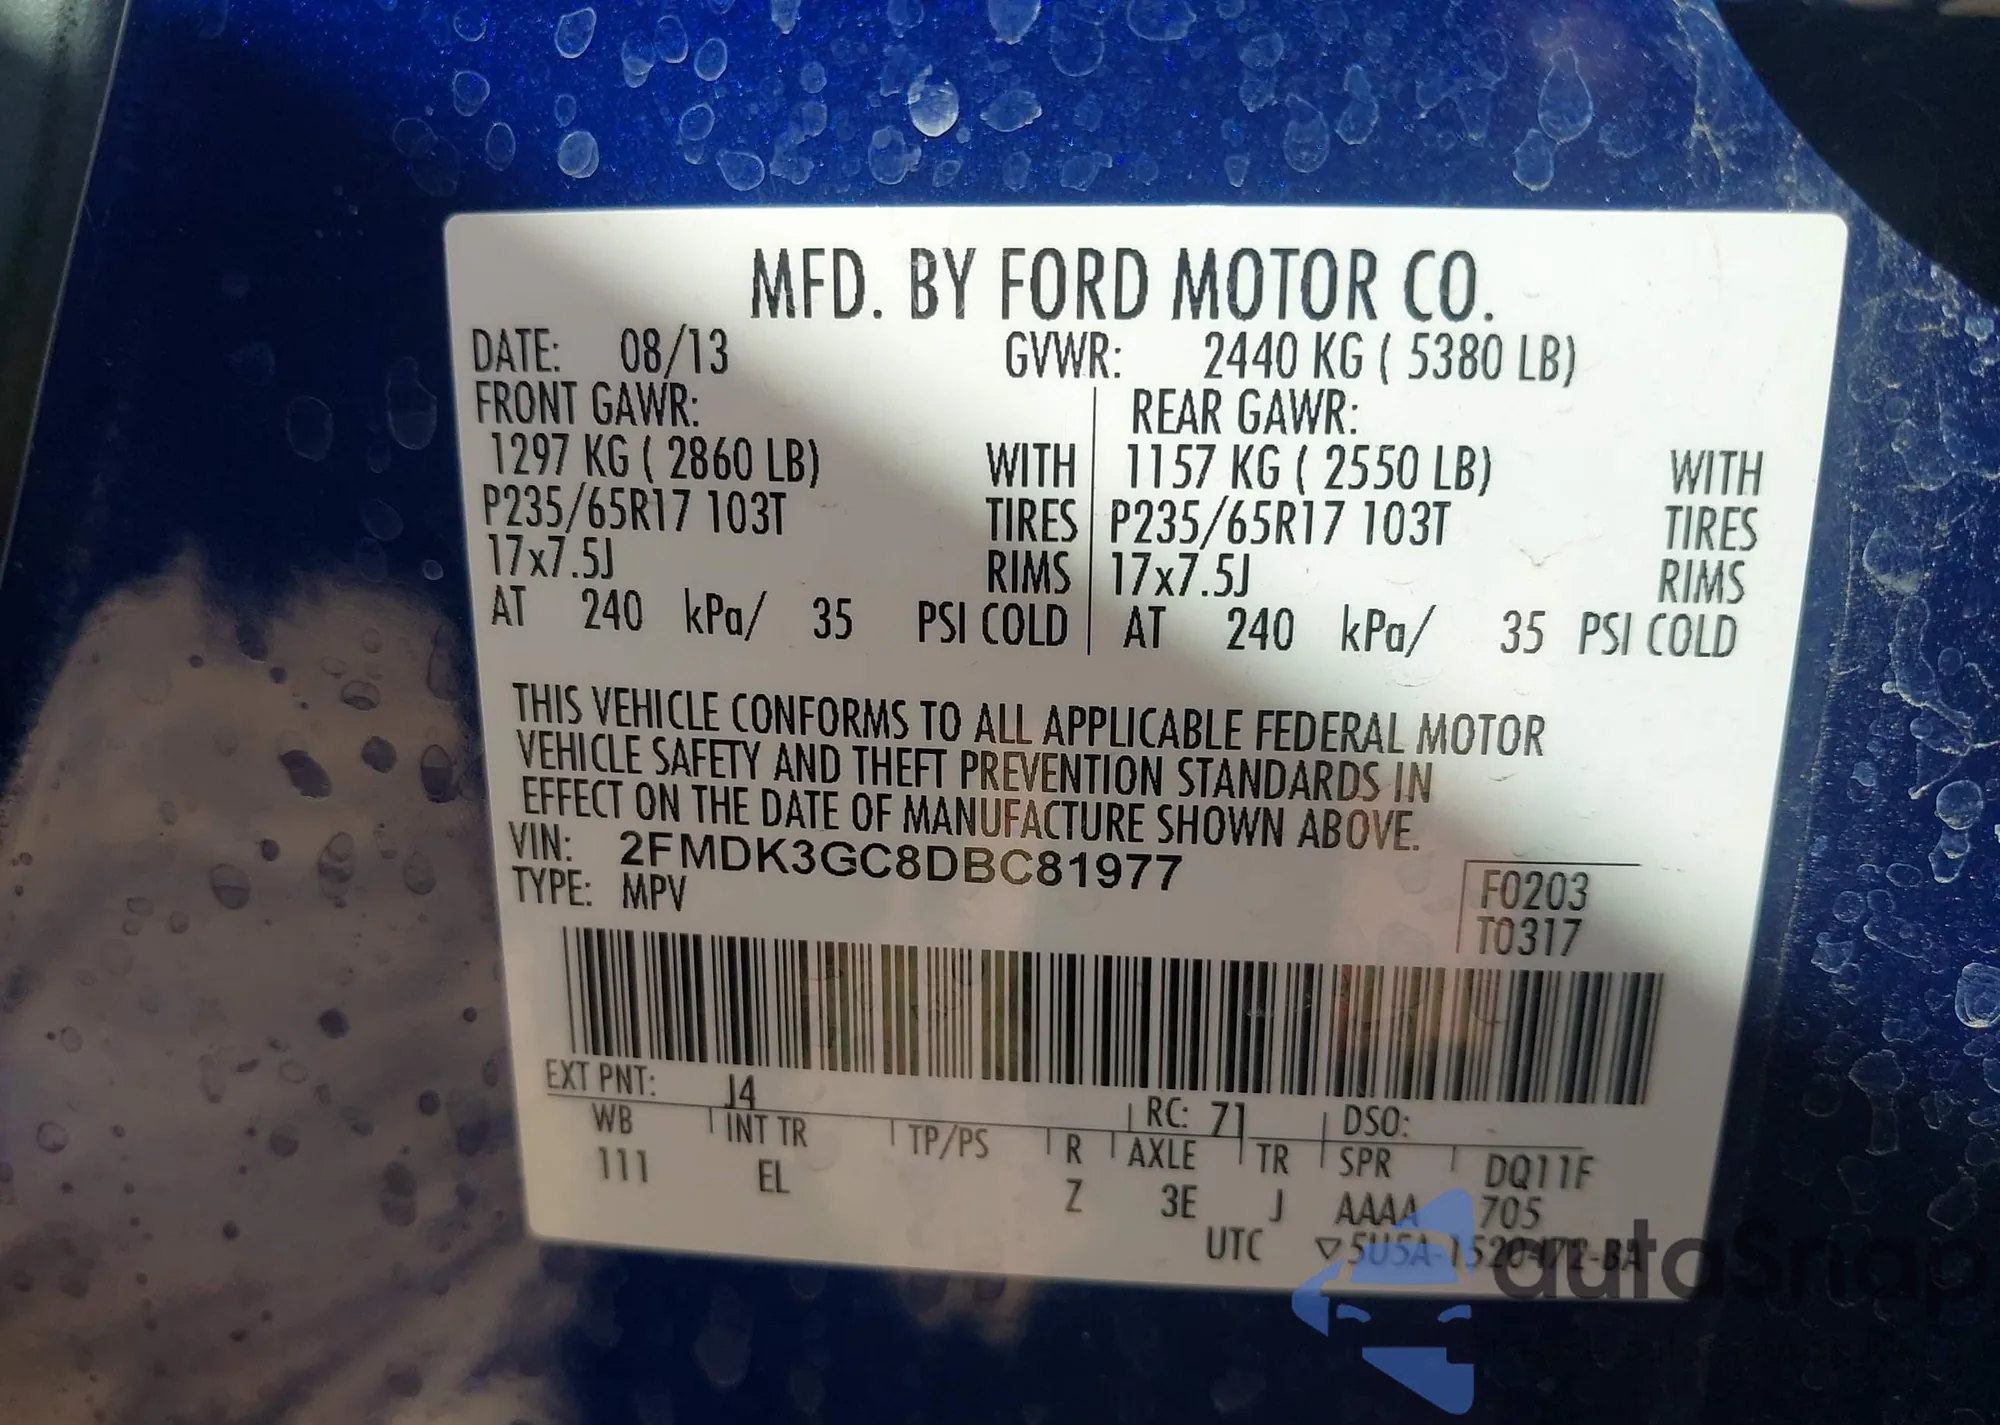 MFD. BY FORD MOTOR CO.
DATE: 08/13 GVWR: 2440 KG ( 5380 LB)
FRONT GAWR: REAR GAWR:
1297 KG ( 2860 LB) WITH 1157 KG ( 2550 LB) WITH
P235/65R17 103T TIRES P235/65R17 103T TIRES
17x7.5J RIMS 17x7.5J RIMS
AT 240 kPa/ 35 PSI COLD AT 240 kPa/ 35 PSI COLD
THIS VEHICLE CONFORMS TO ALL APPLICABLE FEDERAL MOTOR
VEHICLE SAFETY AND THEFT PREVENTION STANDARDS IN
EFFECT ON THE DATE OF MANUFACTURE SHOWN ABOVE.
VIN: 2FMDK3GC8DBC81977
TYPE: MPV
F0203
T0317
EXT PNT: J4 RC: 71 DSO:
WB INT TR TP/PS R AXLE TR SPR DQ11F
111 EL Z 3E J AAAA 705
UTC ▽5U5A-1520472-BA
autoSnap